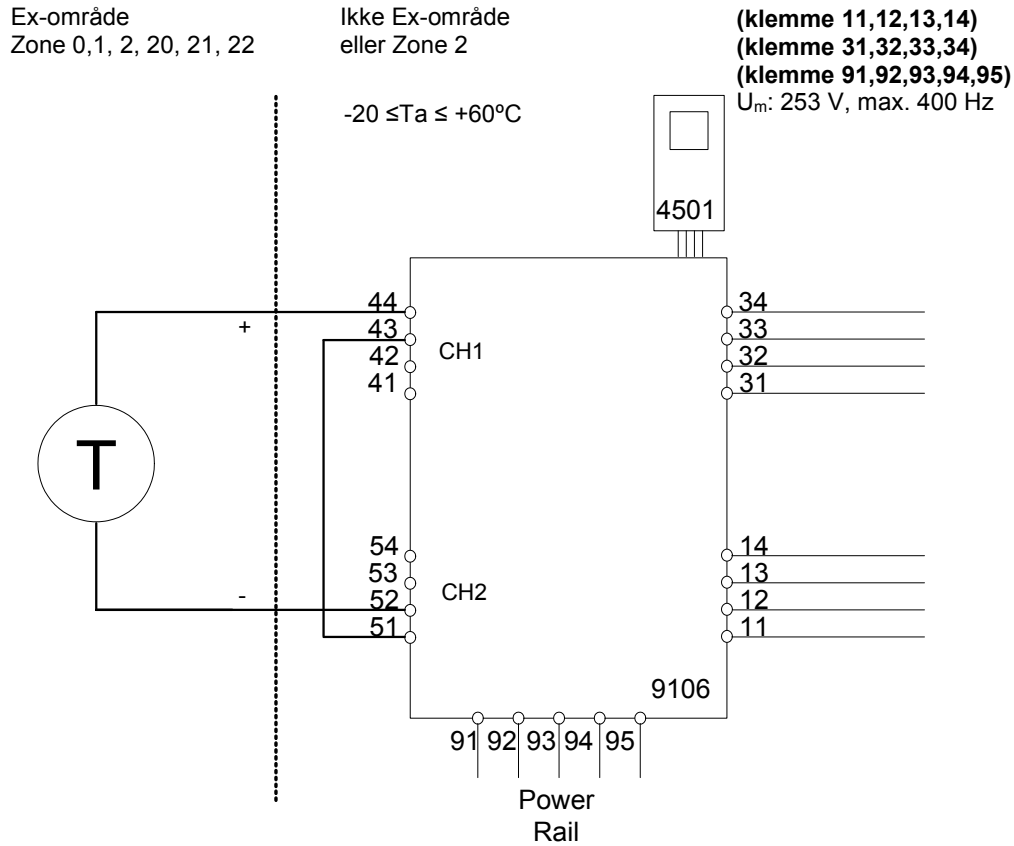 Ex-område
Zone 0,1, 2, 20, 21, 22
Ikke Ex-område
eller Zone 2
-20 ≤Ta ≤ +60ºC
(klemme 11,12,13,14)
(klemme 31,32,33,34)
(klemme 91,92,93,94,95)
Um: 253 V, max. 400 Hz
4501
44
43
42
41
+
CH1
34
33
32
31
T
54
53
52
51
-
CH2
14
13
12
11
9106
91 92 93 94 95
Power
Rail